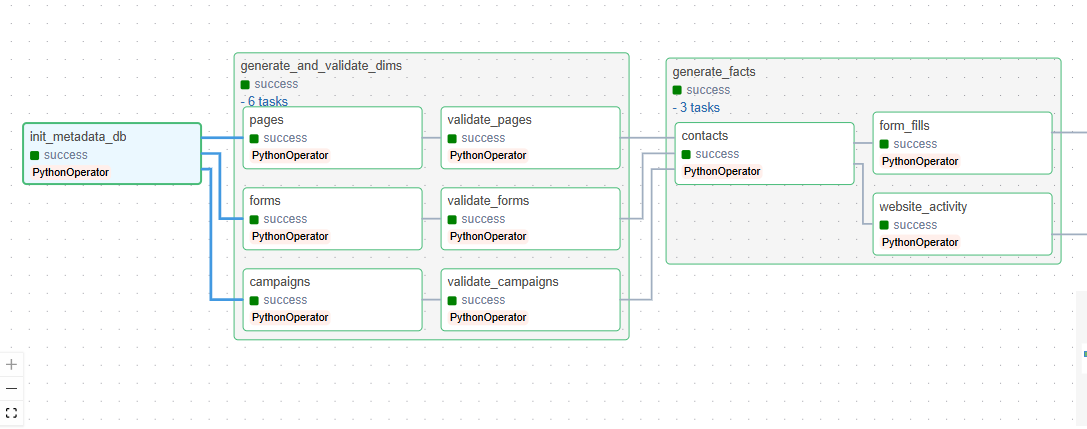 init_metadata_db
success
PythonOperator
generate_and_validate_dims
success
- 6 tasks
pages
success
PythonOperator
validate_pages
success
PythonOperator
forms
success
PythonOperator
validate_forms
success
PythonOperator
campaigns
success
PythonOperator
validate_campaigns
success
PythonOperator
generate_facts
success
- 3 tasks
contacts
success
PythonOperator
form_fills
success
PythonOperator
website_activity
success
PythonOperator